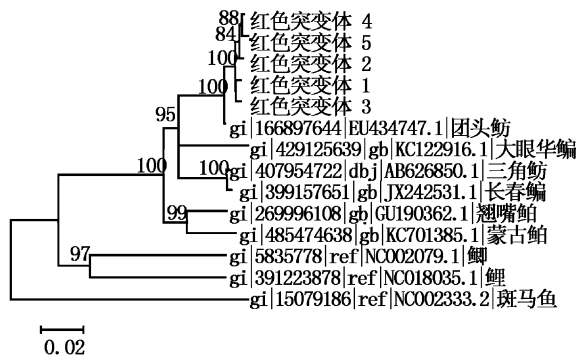 88
红色突变体 4
84
红色突变体 5
100
红色突变体 2
100
红色突变体 1
红色突变体 3
95
gi|166897644|EU434747.1|团头鲂
100
gi|429125639|gb|KC122916.1|大眼华鳊
100
gi|407954722|dbj|AB626850.1|三角鲂
gi|399157651|gb|JX242531.1|长春鳊
99
gi|269996108|gb|GU190362.1|翘嘴鲌
gi|485474638|gb|KC701385.1|蒙古鲌
97
gi|5835778|ref|NC002079.1|鲫
gi|391223878|ref|NC018035.1|鲤
gi|15079186|ref|NC002333.2|斑马鱼
0.02